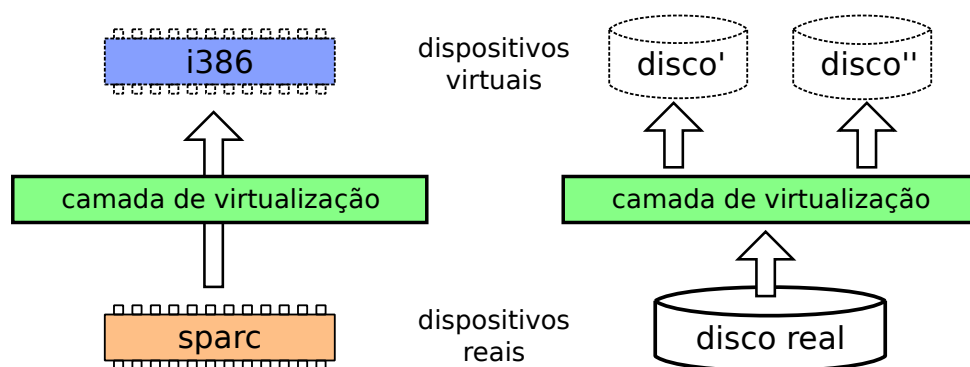 i386
dispositivos
virtuais
disco'
disco''
camada de virtualização
camada de virtualização
sparc
dispositivos
reais
disco real